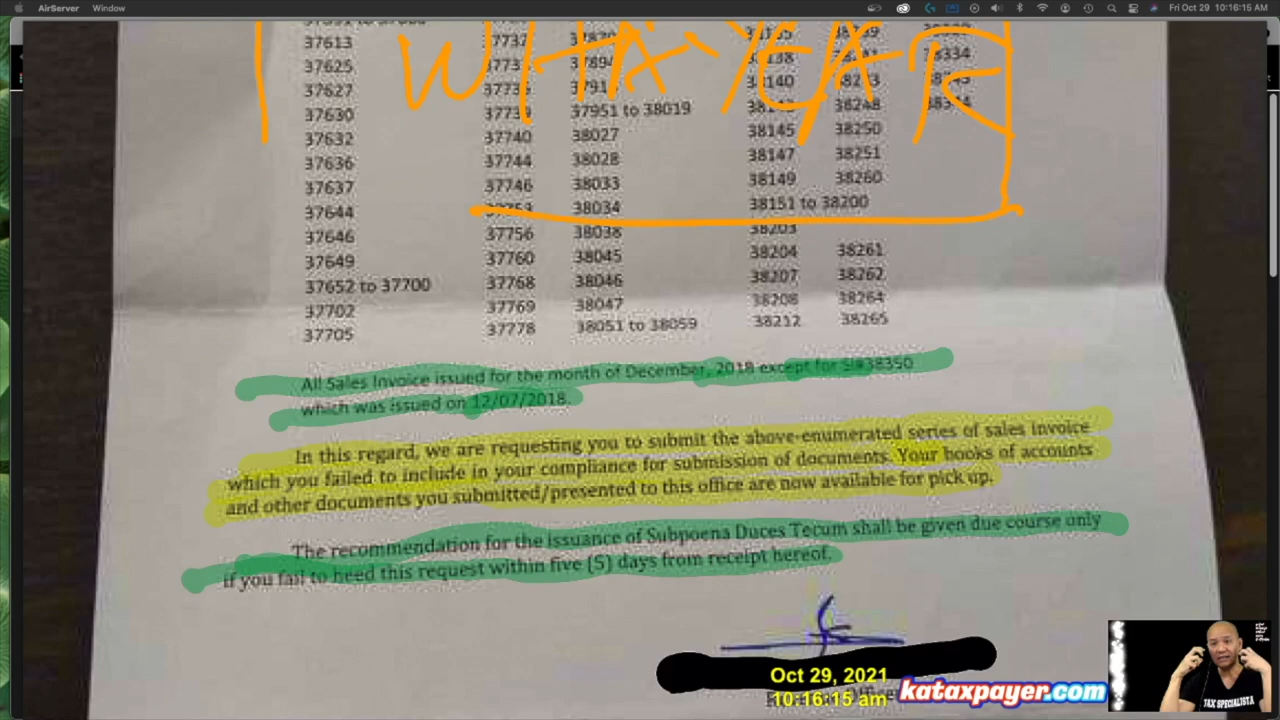 AirServer Window Fri Oct 29 10:16:15 AM
WHAT YEAR
37613 37732
37625
37627
37630 37951 to 38019 38248
37632 37740 38027 38145 38250
37636 37744 38028 38147 38251
37637 37746 38033 38149 38260
37644 38034 38151 to 38200
37646 37756 38038 38203
37649 37760 38045 38204 38261
37652 to 37700 37768 38046 38207 38262
37702 37769 38047 38208 38264
37705 37778 38051 to 38059 38212 38265
All Sales Invoice issued for the month of December, 2018 except for SI#38350
which was issued on 12/07/2018.
In this regard, we are requesting you to submit the above-enumerated series of sales invoice
which you failed to include in your compliance for submission of documents. Your books of accounts
and other documents you submitted/presented to this office are now available for pick up.
The recommendation for the issuance of Subpoena Duces Tecum shall be given due course only
if you fail to heed this request within five (5) days from receipt hereof.
Oct 29, 2021
10:16:15 am
kataxpayer.com
TAX SPECIALISTA